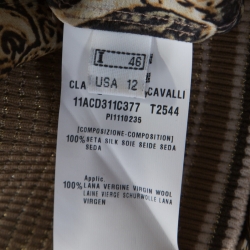 I 46
USA 12
CLA CAVALLI
11ACD311C377 T2544
PI1110236
[COMPOSIZIONE-COMPOSITION]
100% SETA SILK SOIE SEIDE SEDA
SEDA
Applic
100% LANA VERGINE VIRGIN WOOL
LAINE VIERGE SCHURWOLLE LANA
VIRGEN